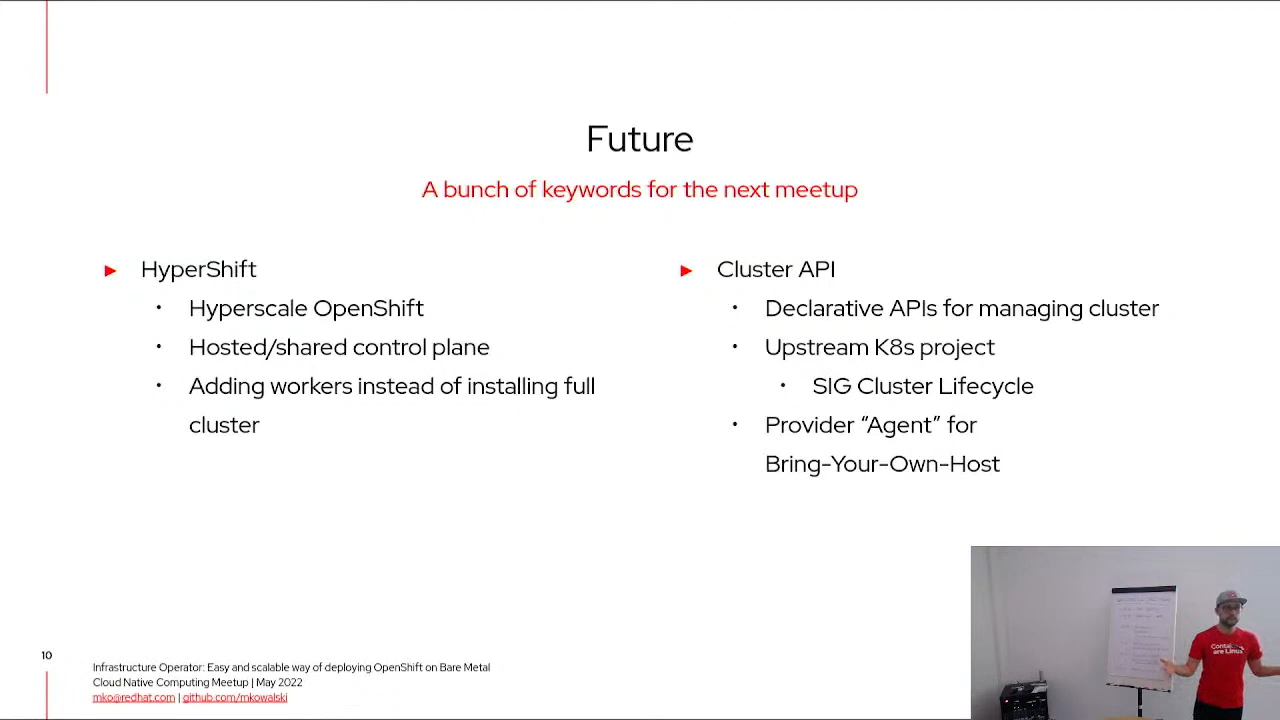 Future
A bunch of keywords for the next meetup
► HyperShift
• Hyperscale OpenShift
• Hosted/shared control plane
• Adding workers instead of installing full
cluster
► Cluster API
• Declarative APIs for managing cluster
• Upstream K8s project
• SIG Cluster Lifecycle
• Provider “Agent” for
Bring-Your-Own-Host
10
Infrastructure Operator: Easy and scalable way of deploying OpenShift on Bare Metal
Cloud Native Computing Meetup | May 2022
mko@redhat.com | github.com/mkowalski
are Linux